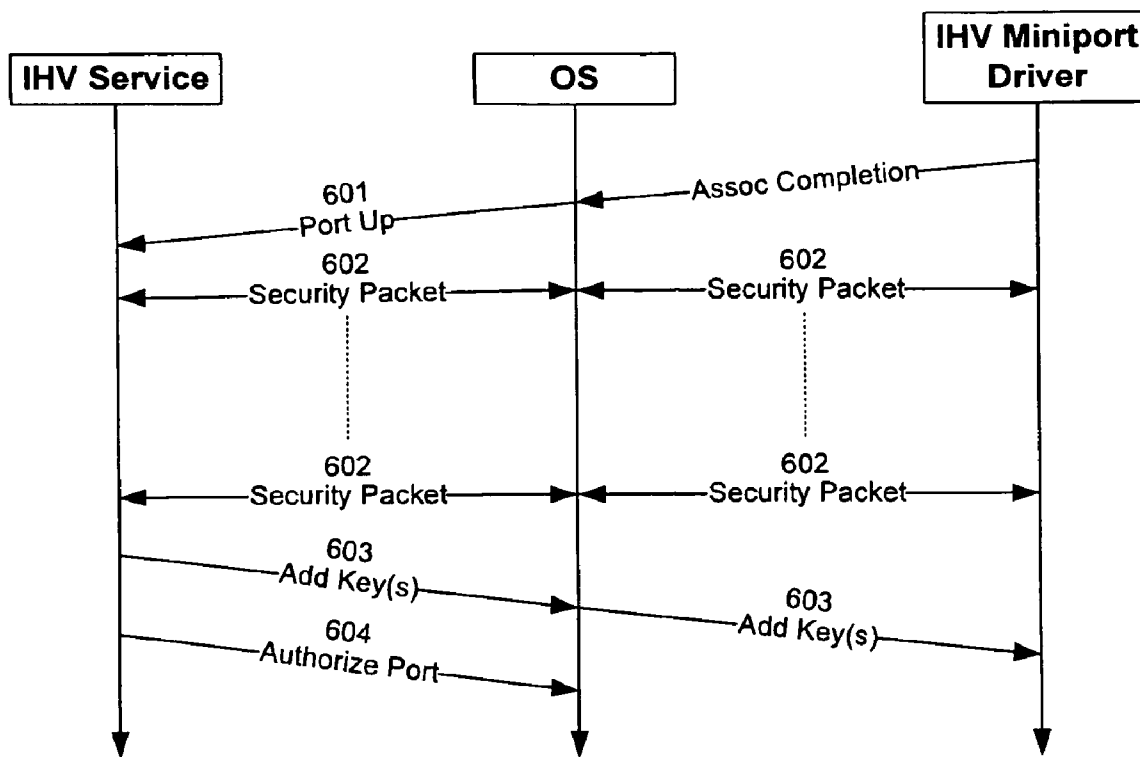 IHV Service
OS
IHV Miniport
Driver
Assoc Completion
601
Port Up
602
Security Packet
602
Security Packet
602
Security Packet
602
Security Packet
603
Add Key(s)
603
Add Key(s)
604
Authorize Port